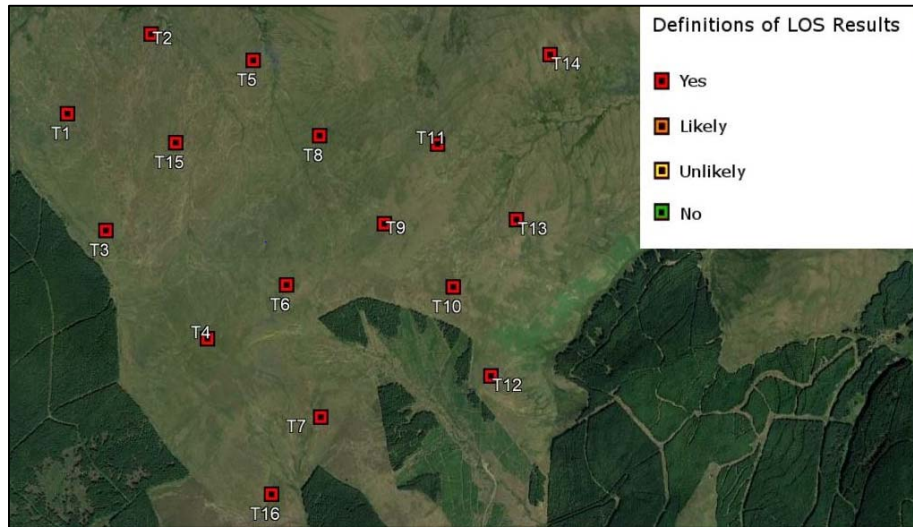 Definitions of LOS Results
Yes
Likely
Unlikely
No
T2
T5
T14
T1
T15
T8
T11
T3
T9
T13
T6
T10
T4
T12
T7
T16